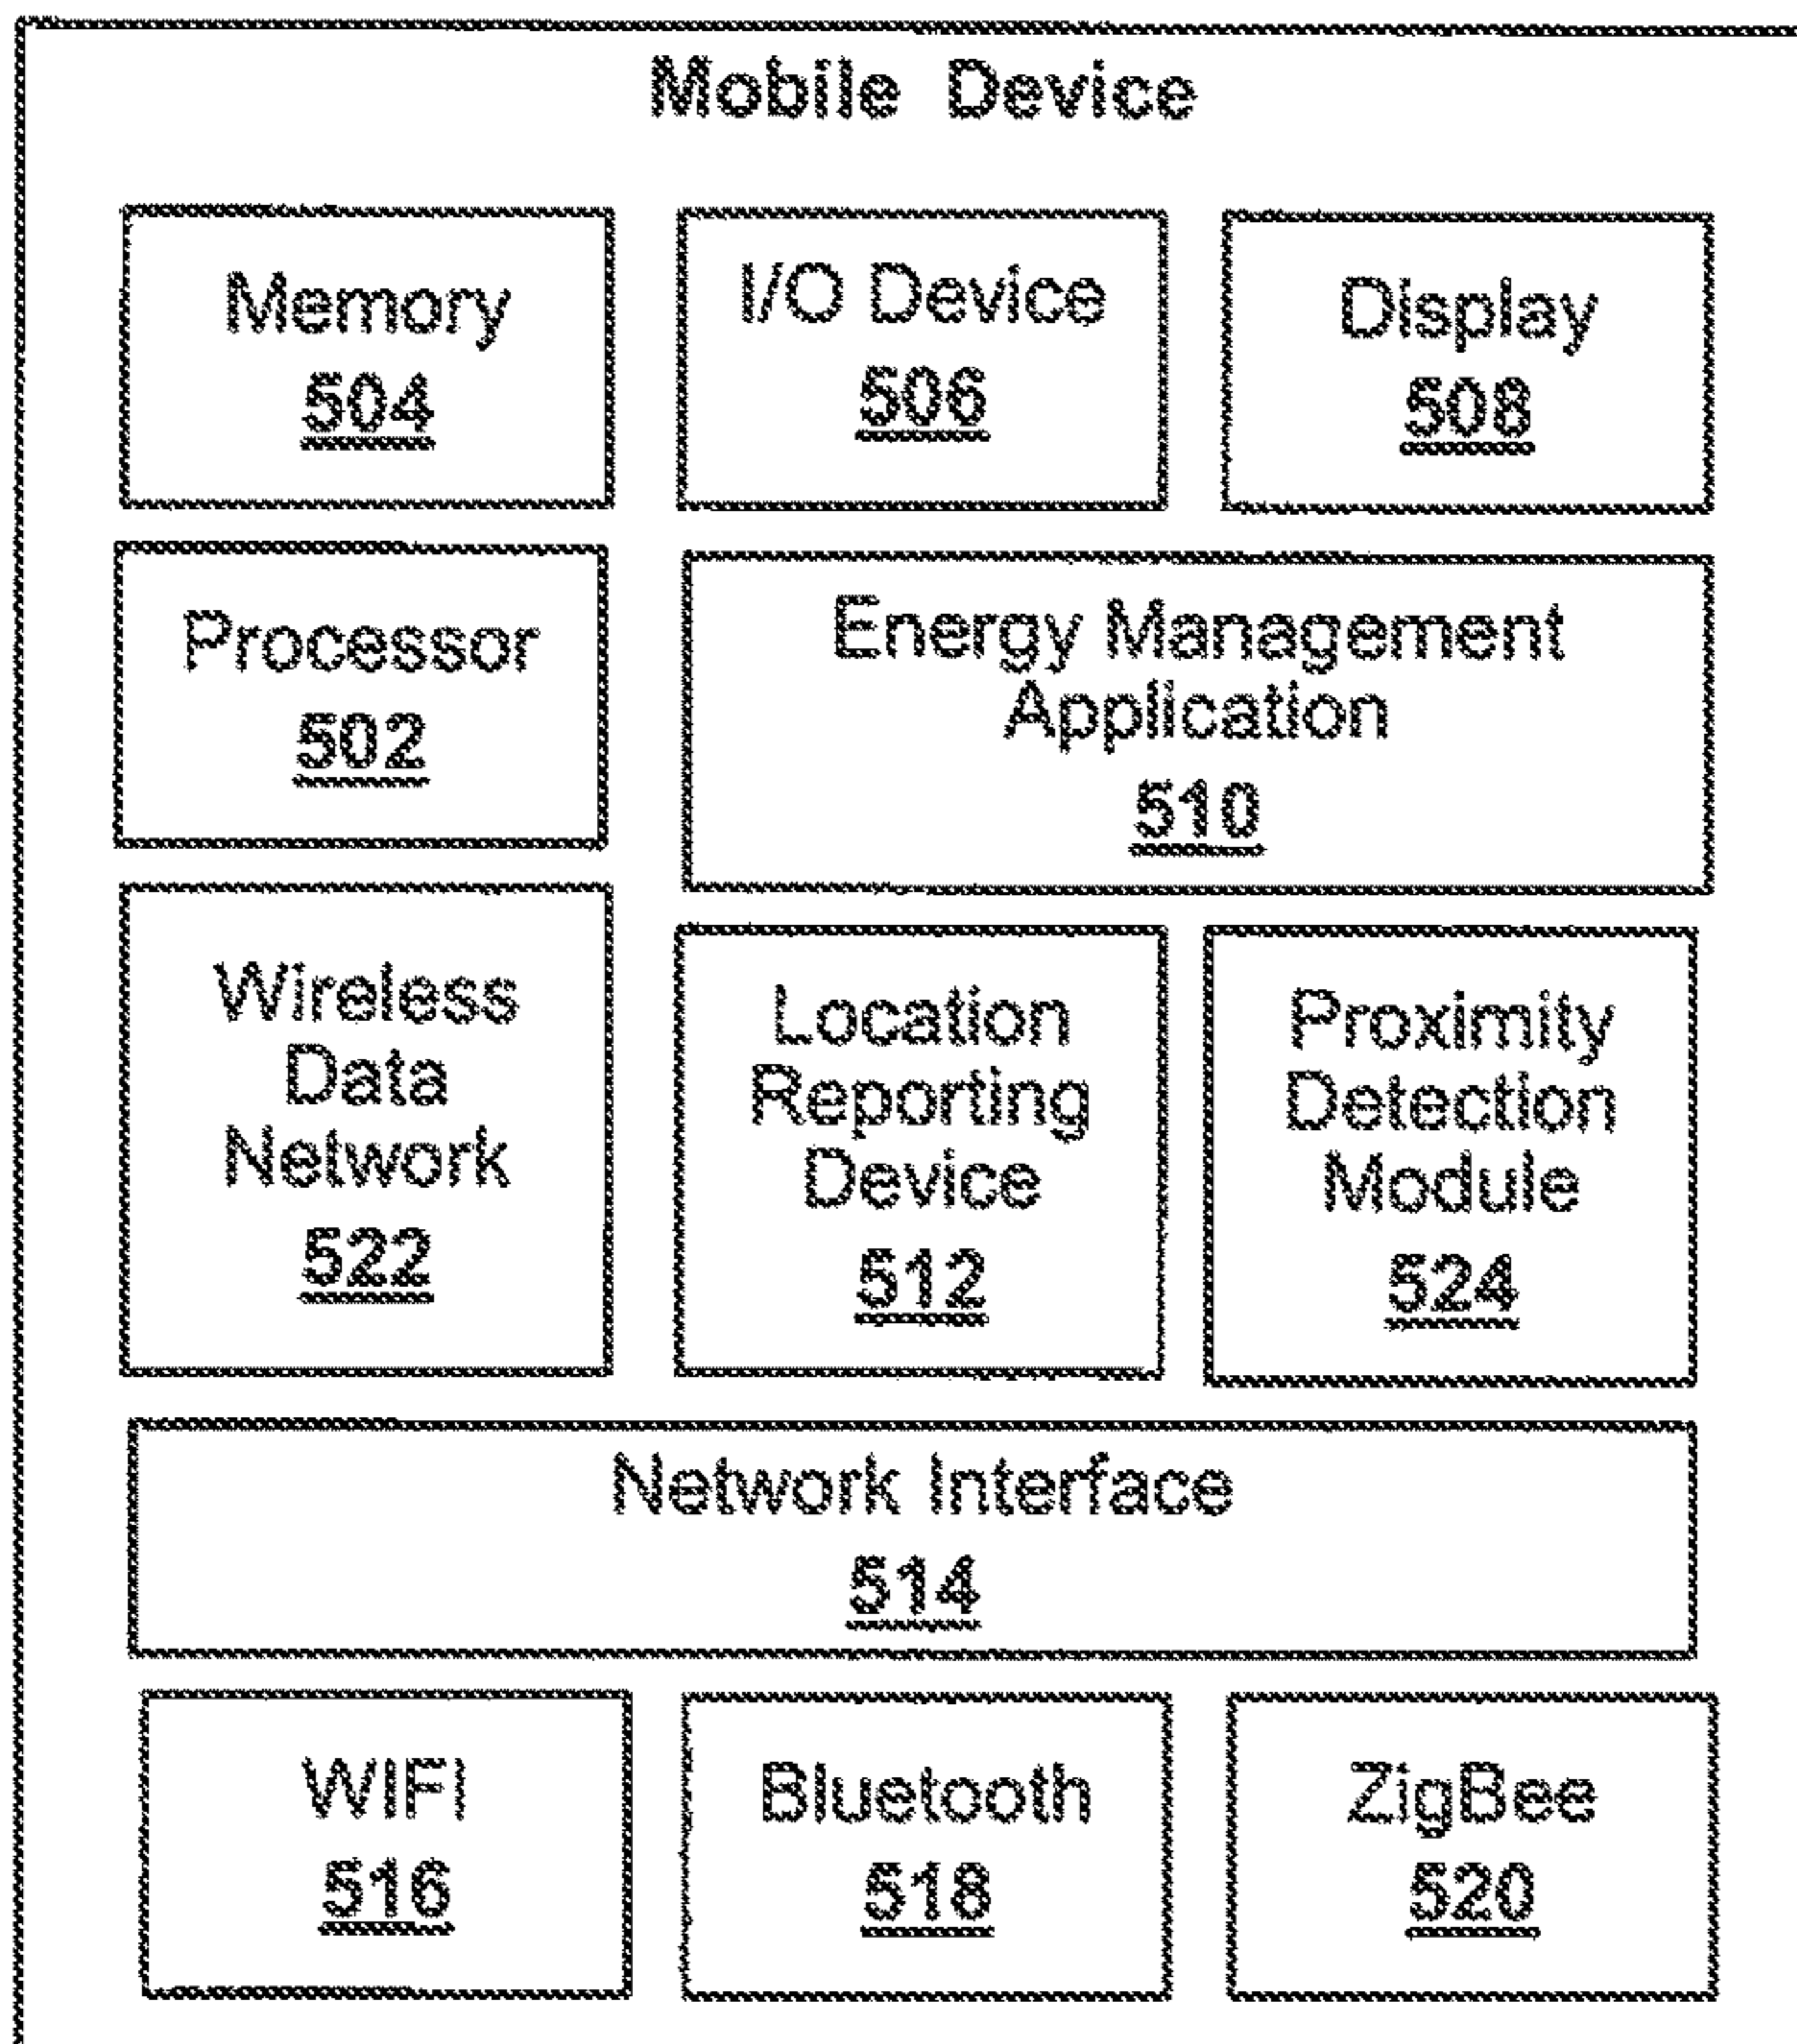 Mobile Device
Memory
504
I/O Device
506
Display
508
Processor
502
Energy Management
Application
510
Wireless
Data
Network
522
Location
Reporting
Device
512
Proximity
Detection
Module
524
Network Interface
514
WIFI
516
Bluetooth
518
ZigBee
520